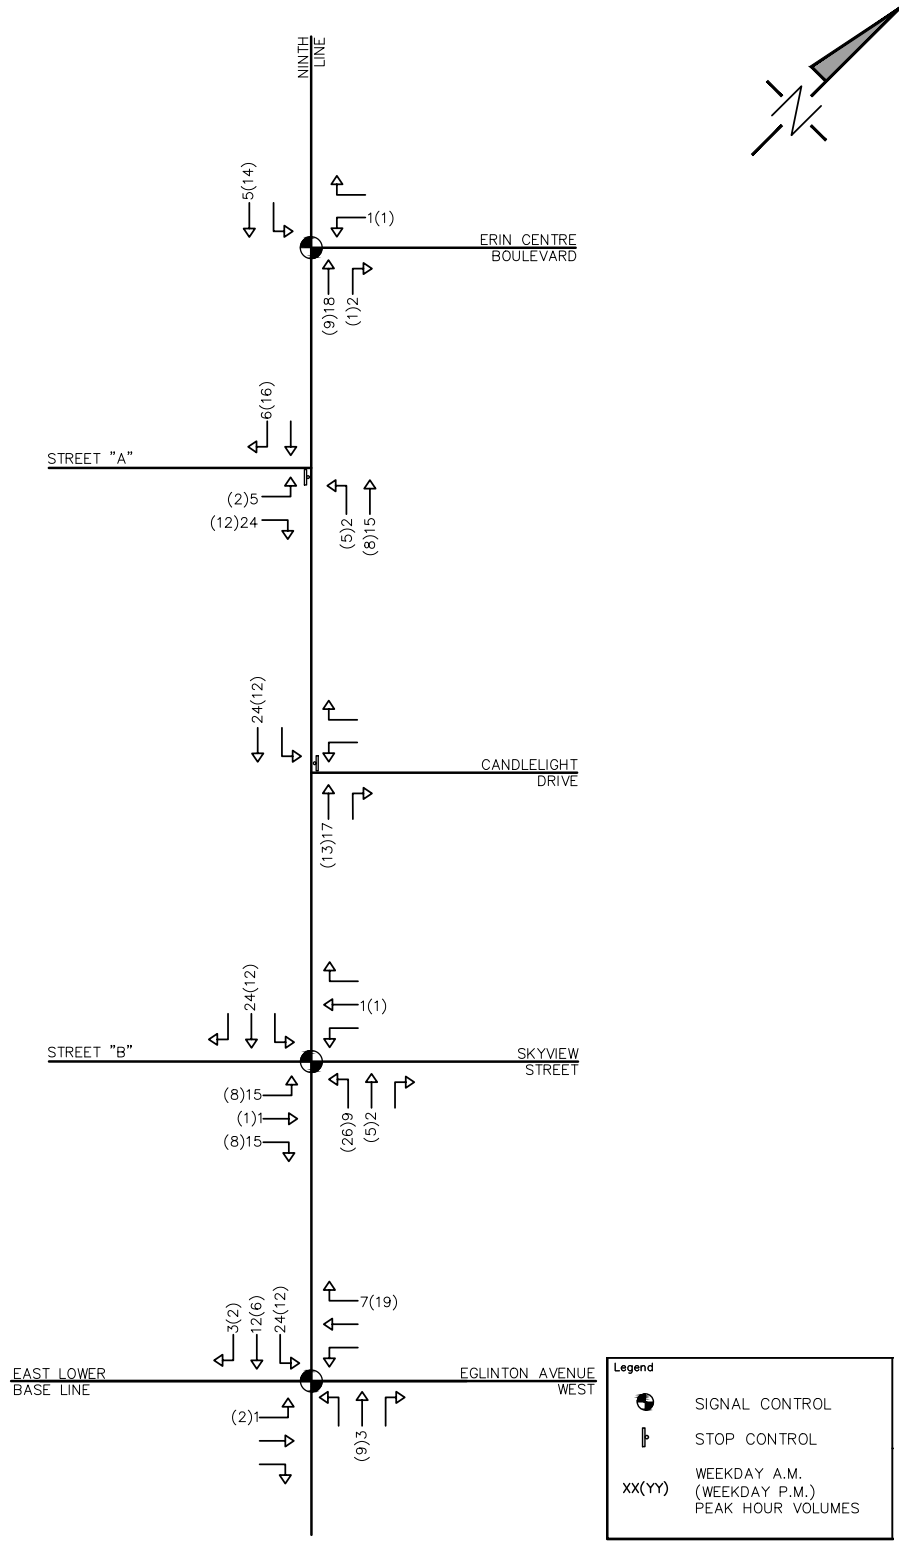 NINTH
LINE
5(14)
1(1)
ERIN CENTRE
BOULEVARD
(9)18
(1)2
6(16)
STREET "A"
(2)5
(12)24
(5)2
(8)15
24(12)
CANDLELIGHT
DRIVE
(13)17
24(12)
1(1)
STREET "B"
SKYVIEW
STREET
(8)15
(1)1
(8)15
(26)9
(5)2
3(2)
12(6)
24(12)
7(19)
EAST LOWER
BASE LINE
EGLINTON AVENUE
WEST
(2)1
(9)3
Legend
SIGNAL CONTROL
STOP CONTROL
XX(YY)
WEEKDAY A.M.
(WEEKDAY P.M.)
PEAK HOUR VOLUMES